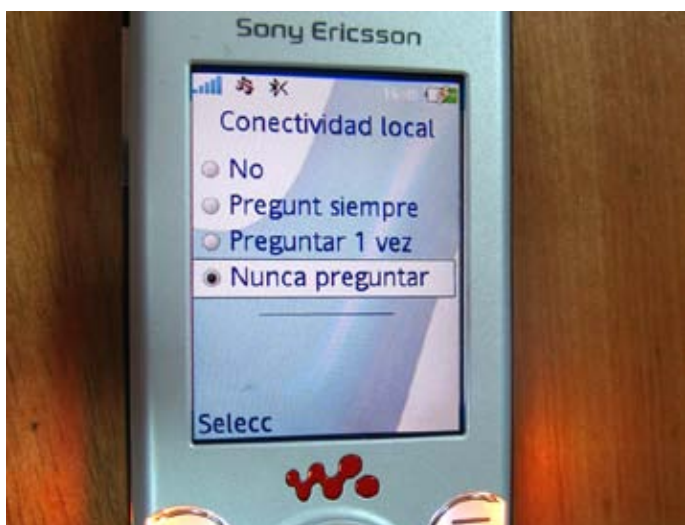 Sony Ericsson
Conectividad local
No
Pregunt siempre
Preguntar 1 vez
Nunca preguntar
Selecc